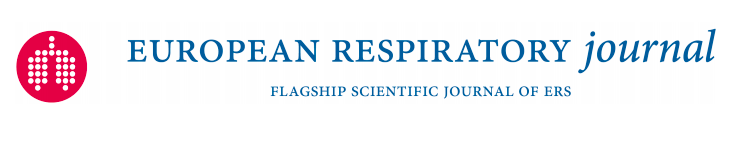 EUROPEAN RESPIRATORY journal
FLAGSHIP SCIENTIFIC JOURNAL OF ERS